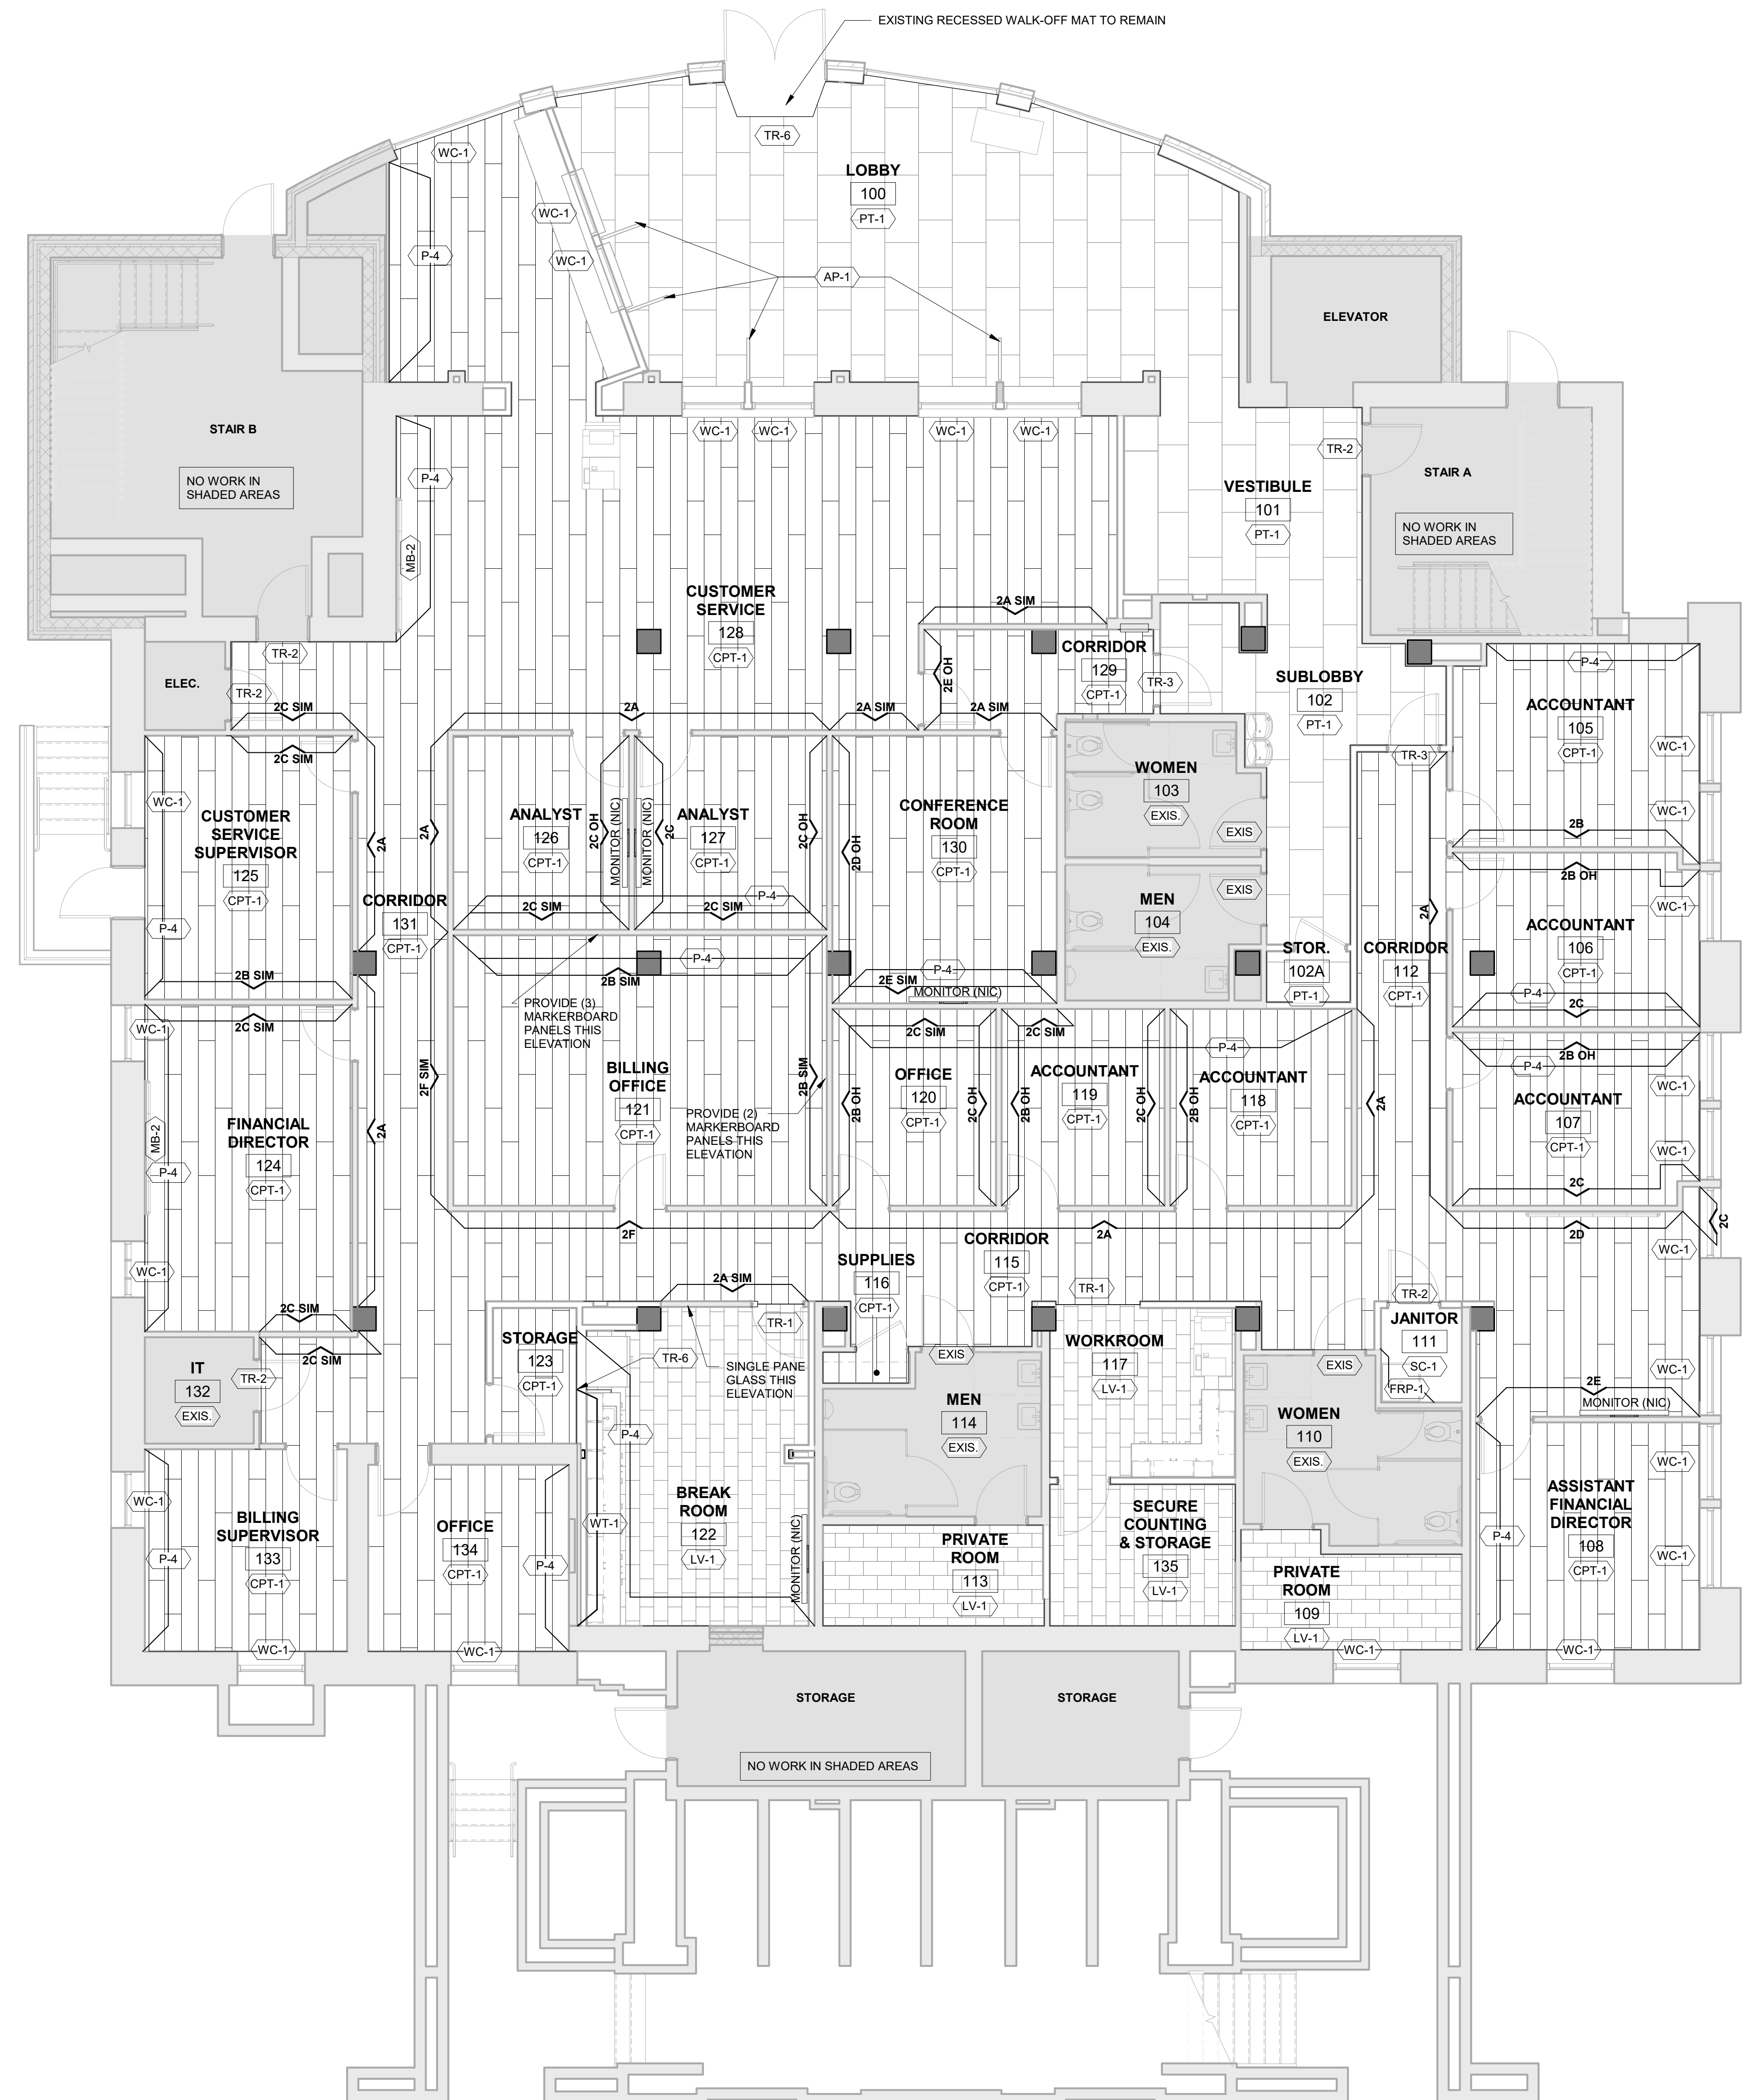 EXISTING RECESSED WALK-OFF MAT TO REMAIN
TR-6
WC-1
LOBBY
100
PT-1
WC-1
WC-1
P-4
AP-1
ELEVATOR
STAIR B
NO WORK IN
SHADED AREAS
WC-1
WC-1
WC-1
WC-1
TR-2
STAIR A
NO WORK IN
SHADED AREAS
P-4
MB-2
VESTIBULE
101
PT-1
CUSTOMER
SERVICE
128
CPT-1
2A SIM
CORRIDOR
129
CPT-1
2E OH
TR-3
SUBLOBBY
102
PT-1
TR-2
ELEC.
TR-2
2C SIM
2C SIM
2A
2A SIM
2A SIM
P-4
ACCOUNTANT
105
CPT-1
WC-1
WC-1
TR-3
2B
2B OH
WC-1
CUSTOMER
SERVICE
SUPERVISOR
125
CPT-1
WC-1
P-4
2B SIM
2A
2A
ANALYST
126
CPT-1
2C OH
MONITOR (NIC)
MONITOR (NIC)
2C
ANALYST
127
CPT-1
2C OH
2D OH
P-4
2C SIM
2C SIM
CONFERENCE
ROOM
130
CPT-1
P-4
2E SIM
MONITOR (NIC)
WOMEN
103
EXIS.
EXIS
MEN
104
EXIS.
EXIS
STOR.
102A
PT-1
CORRIDOR
112
CPT-1
2A
ACCOUNTANT
106
CPT-1
P-4
2C
2B OH
P-4
WC-1
CORRIDOR
131
CPT-1
P-4
2B SIM
PROVIDE (3)
MARKERBOARD
PANELS THIS
ELEVATION
WC-1
2C SIM
FINANCIAL
DIRECTOR
124
CPT-1
MB-2
P-4
WC-1
2A
2F SIM
BILLING
OFFICE
121
CPT-1
2B SIM
PROVIDE (2)
MARKERBOARD
PANELS THIS
ELEVATION
2C SIM
2C SIM
P-4
2B OH
OFFICE
120
CPT-1
2C OH
2B OH
ACCOUNTANT
119
CPT-1
2C OH
2B OH
ACCOUNTANT
118
CPT-1
2A
ACCOUNTANT
107
CPT-1
WC-1
2C
2D
2C
WC-1
2F
2A
CORRIDOR
115
CPT-1
TR-1
SUPPLIES
116
CPT-1
2A SIM
2C SIM
2C SIM
TR-1
TR-2
JANITOR
111
SC-1
FRP-1
IT
132
EXIS.
TR-2
STORAGE
123
CPT-1
TR-6
SINGLE PANE
GLASS THIS
ELEVATION
EXIS
WORKROOM
117
LV-1
EXIS
WC-1
2E
MONITOR (NIC)
P-4
MEN
114
EXIS.
WOMEN
110
EXIS.
WC-1
WC-1
BILLING
SUPERVISOR
133
CPT-1
P-4
OFFICE
134
CPT-1
P-4
WT-1
BREAK
ROOM
122
LV-1
MONITOR (NIC)
PRIVATE
ROOM
113
LV-1
SECURE
COUNTING
& STORAGE
135
LV-1
PRIVATE
ROOM
109
LV-1
P-4
ASSISTANT
FINANCIAL
DIRECTOR
108
CPT-1
WC-1
WC-1
WC-1
WC-1
WC-1
STORAGE
STORAGE
NO WORK IN SHADED AREAS